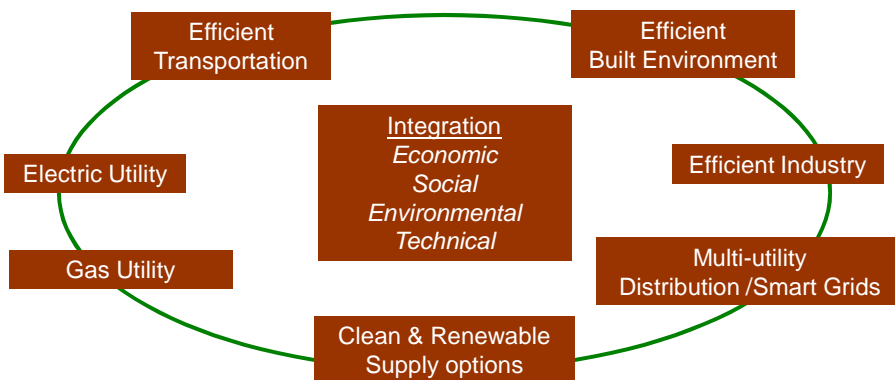 Efficient
Transportation
Efficient
Built Environment
Integration
Economic
Social
Environmental
Technical
Electric Utility
Efficient Industry
Gas Utility
Multi-utility
Distribution /Smart Grids
Clean & Renewable
Supply options